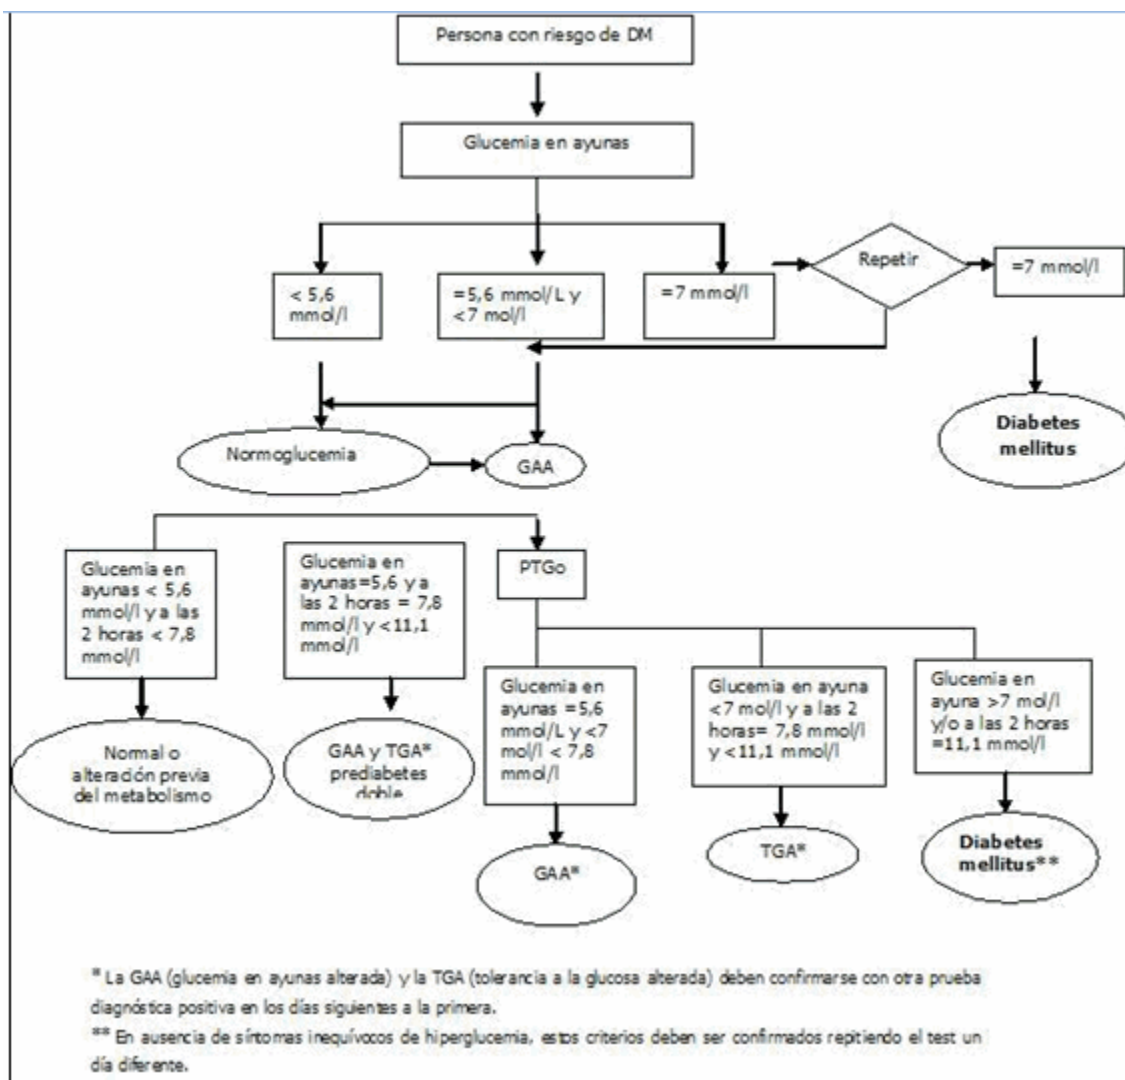 Persona con riesgo de DM
Glucemia en ayunas
< 5,6
mmol/l
=5,6 mmol/L y
<7 mol/l
=7 mmol/l
Repetir
=7 mmol/l
Diabetes
mellitus
Normoglucemia
GAA
Glucemia en
ayunas < 5,6
mmol/l y a las
2 horas < 7,8
mmol/l
Glucemia en
ayunas=5,6 y a
las 2 horas = 7,8
mmol/l y <11,1
mmol/l
PTGo
Glucemia en
ayunas =5,6
mmol/L y <7
mol/l < 7,8
mmol/l
Glucemia en ayuna
<7 mol/l y a las 2
horas= 7,8 mmol/l
y <11,1 mmol/l
Glucemia en
ayuna >7 mol/l
y/o a las 2 horas
=11,1 mmol/l
Normal o
alteración previa
del metabolismo
GAA y TGA*
prediabetes
doble
GAA*
TGA*
Diabetes
mellitus**
* La GAA (glucemia en ayunas alterada) y la TGA (tolerancia a la glucosa alterada) deben confirmarse con otra prueba
diagnóstica positiva en los días siguientes a la primera.
** En ausencia de síntomas inequívocos de hiperglucemia, estos criterios deben ser confirmados repitiendo el test un
día diferente.